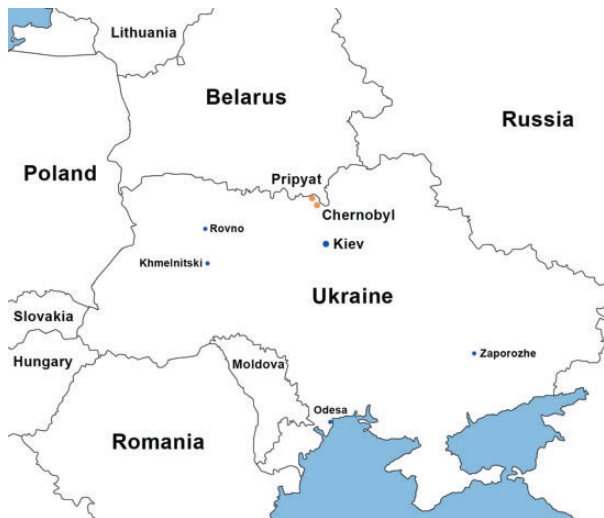 Lithuania
Belarus
Russia
Poland
Pripyat
Chernobyl
Rovno
Kiev
Khmelnitski
Ukraine
Slovakia
Hungary
Moldova
Zaporozhe
Odesa
Romania